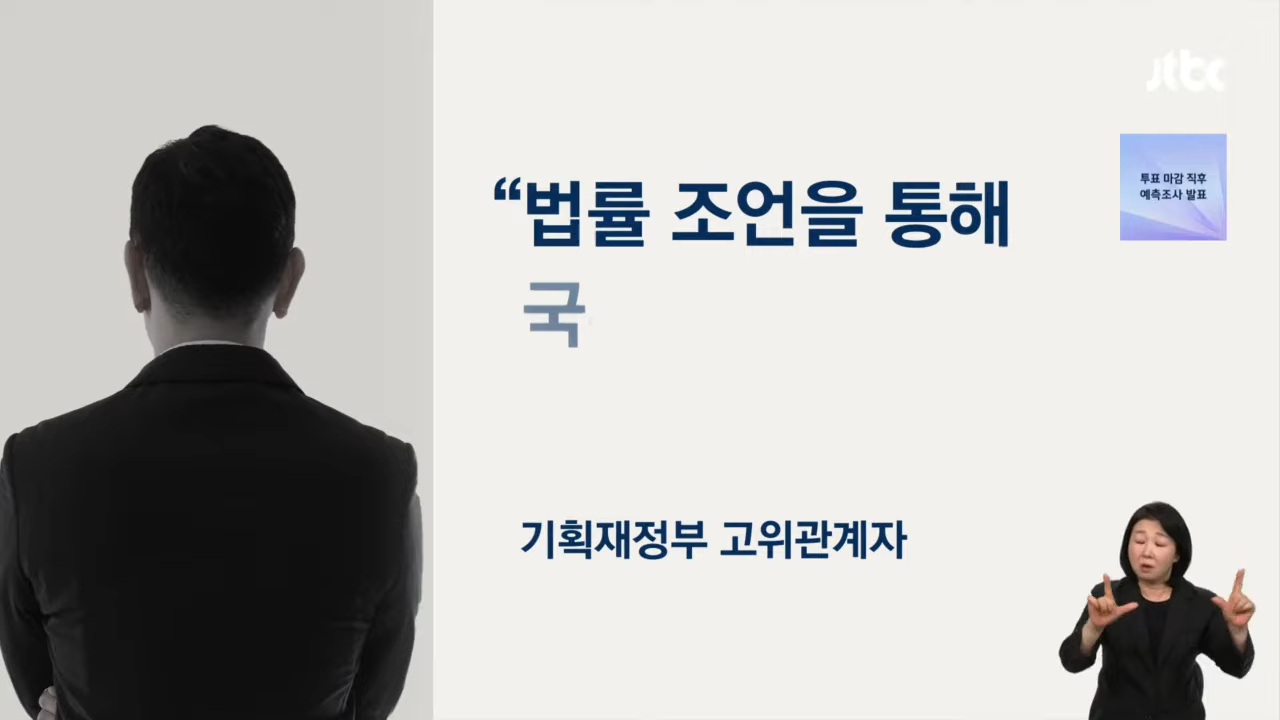 jtbc
투표 마감 직후
예측조사 발표
“법률 조언을 통해
국
기획재정부 고위관계자